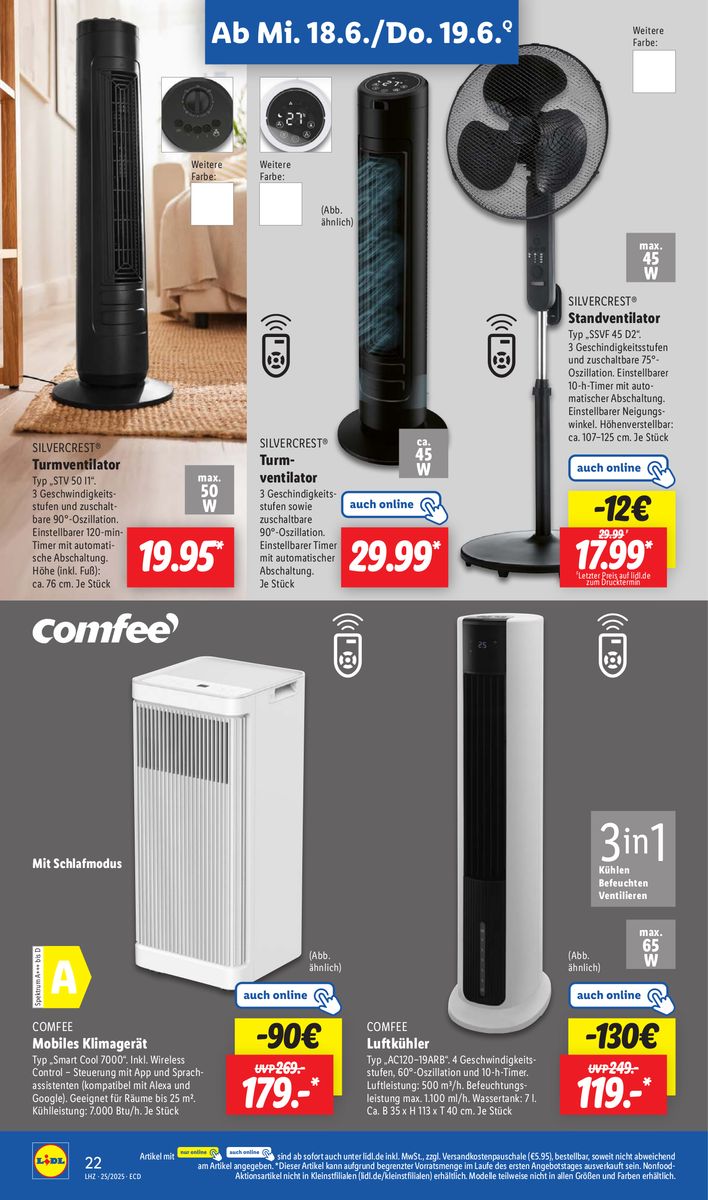 Ab Mi. 18.6./Do. 19.6.Q
Weitere
Farbe:
Weitere
Farbe:
(Abb.
ähnlich)
Weitere
Farbe:
27°
SILVERCREST®
Turmventilator
Typ „STV 50 I1“.
3 Geschwindigkeits-
stufen und zuschalt-
bare 90°-Oszillation.
Einstellbarer 120-min-
Timer mit automati-
sche Abschaltung.
Höhe (inkl. Fuß):
ca. 76 cm. Je Stück
max.
50
W
19.95*
SILVERCREST®
Turm-
ventilator
3 Geschindigkeits-
stufen sowie
zuschaltbare
90°-Oszillation.
Einstellbarer Timer
mit automatischer
Abschaltung.
Je Stück
ca.
45
W
auch online
29.99*
max.
45
W
SILVERCREST®
Standventilator
Typ „SSVF 45 D2“.
3 Geschindigkeitsstufen
und zuschaltbare 75°-
Oszillation. Einstellbarer
10-h-Timer mit auto-
matischer Abschaltung.
Einstellbarer Neigungs-
winkel. Höhenverstellbar:
ca. 107–125 cm. Je Stück
auch online
-12€
29.99¹
17.99*
¹Letzter Preis auf lidl.de
zum Drucktermin
comfee’
Mit Schlafmodus
Spektrum A+++ bis D
A
(Abb.
ähnlich)
auch online
COMFEE
Mobiles Klimagerät
Typ „Smart Cool 7000“. Inkl. Wireless
Control – Steuerung mit App und Sprach-
assistenten (kompatibel mit Alexa und
Google). Geeignet für Räume bis 25 m².
Kühlleistung: 7.000 Btu/h. Je Stück
-90€
UVP 269.-
179.-*
25
3in1
Kühlen
Befeuchten
Ventilieren
max.
65
W
(Abb.
ähnlich)
auch online
COMFEE
Luftkühler
Typ „AC120–19ARB“. 4 Geschwindigkeits-
stufen, 60°-Oszillation und 10-h-Timer.
Luftleistung: 500 m³/h. Befeuchtungs-
leistung max. 1.100 ml/h. Wassertank: 7 l.
Ca. B 35 x H 113 x T 40 cm. Je Stück
-130€
UVP 249.-
119.-*
LIDL
22
LHZ · 25/2025 · ECD
Artikel mit nur online auch online sind ab sofort auch unter lidl.de inkl. MwSt., zzgl. Versandkostenpauschale (€5.95), bestellbar, soweit nicht abweichend
am Artikel angegeben. *Dieser Artikel kann aufgrund begrenzter Vorratsmenge im Laufe des ersten Angebotstages ausverkauft sein. Nonfood-
Aktionsartikel nicht in Kleinstfilialen (lidl.de/kleinstfilialen) erhältlich. Modelle teilweise nicht in allen Größen und Farben erhältlich.